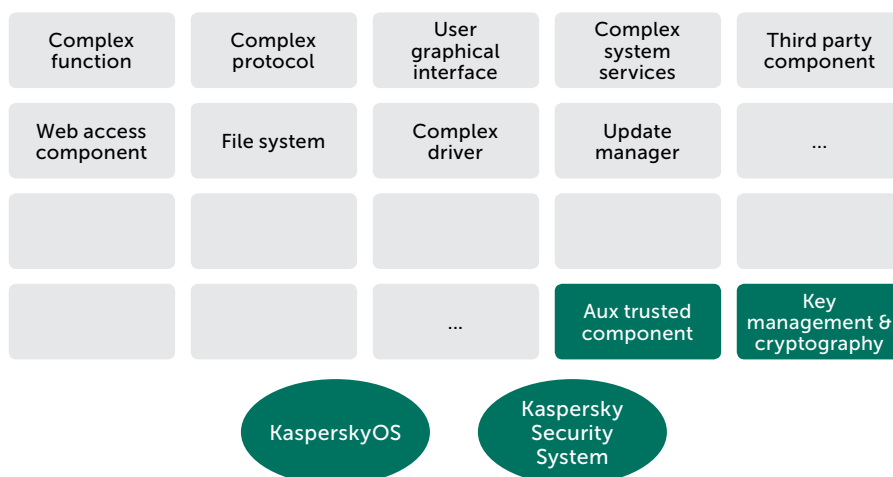 Complex
function
Complex
protocol
User
graphical
interface
Complex
system
services
Third party
component
Web access
component
File system
Complex
driver
Update
manager
...
...
Aux trusted
component
Key
management &
cryptography
KasperskyOS
Kaspersky
Security
System